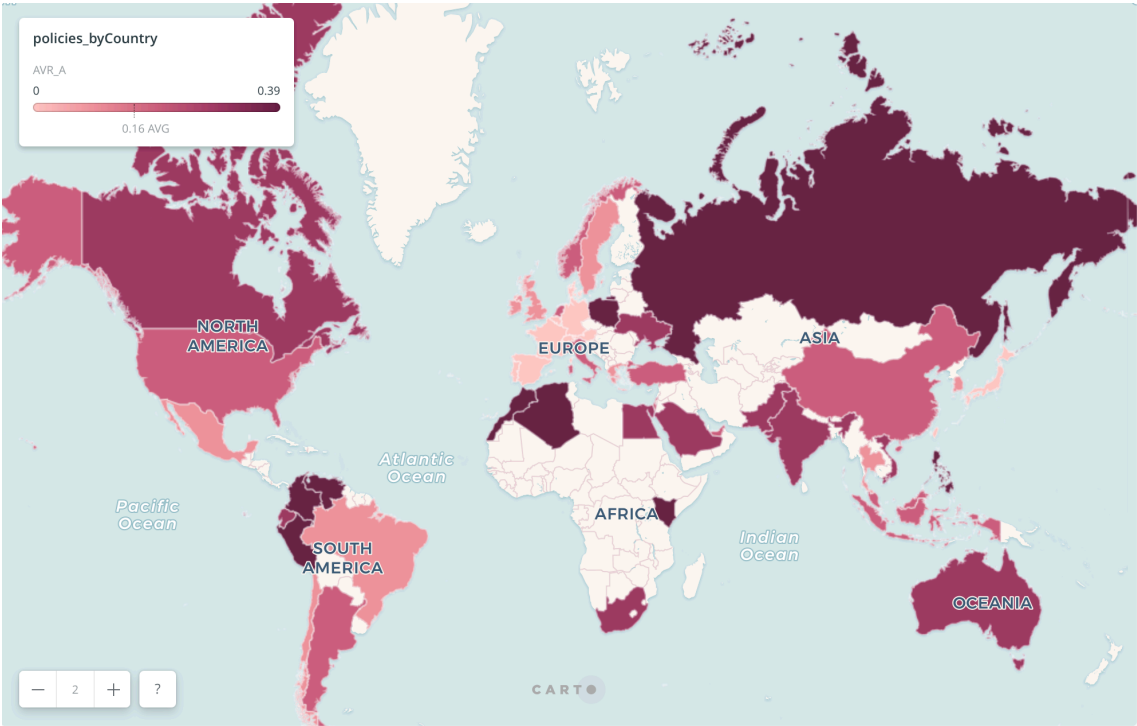 policies_byCountry
AVR_A
0 0.39
0.16 AVG
NORTH
AMERICA
EUROPE
ASIA
Atlantic
Ocean
Pacific
Ocean
AFRICA
Indian
Ocean
SOUTH
AMERICA
OCEANIA
− 2 + ?
CARTO